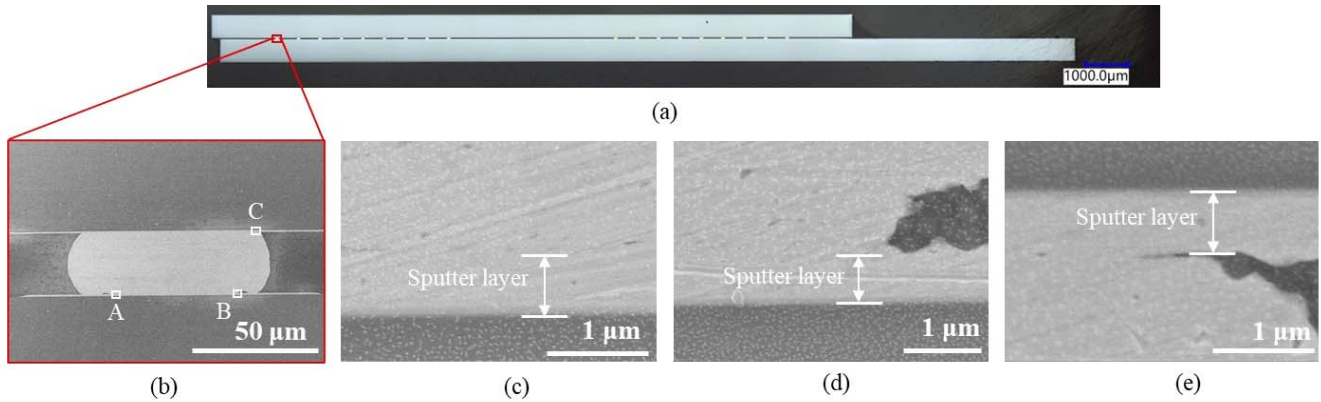 1000.0μm
(a)
C
A
B
50 μm
(b)
Sputter layer
1 μm
(c)
Sputter layer
1 μm
(d)
Sputter layer
1 μm
(e)